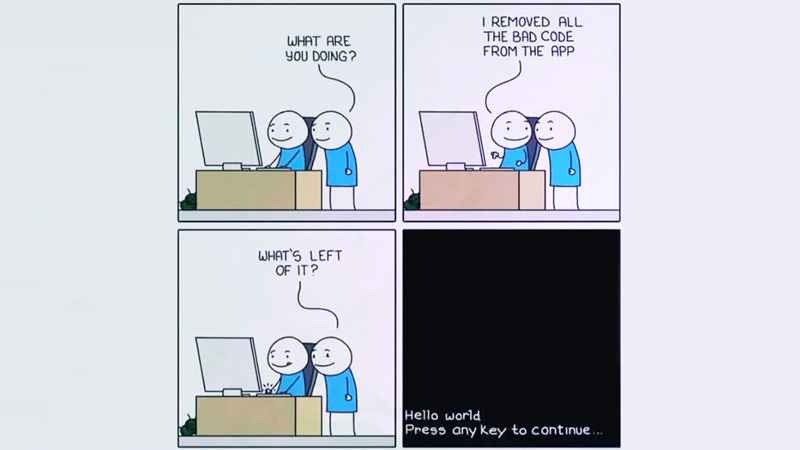 WHAT ARE
YOU DOING?
I REMOVED ALL
THE BAD CODE
FROM THE APP
WHAT'S LEFT
OF IT?
Hello world
Press any key to continue...